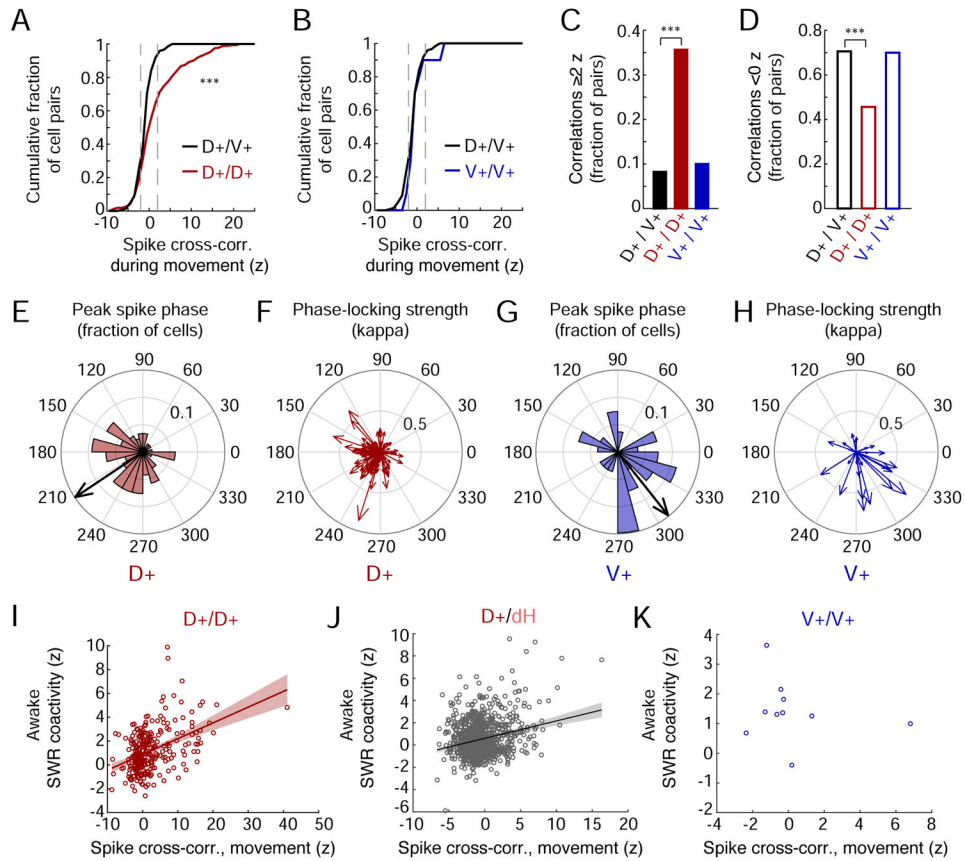 A
Cumulative fraction
of cell pairs
1
0.8
0.6
0.4
0.2
0
-10 0 10 20
***
D+/V+
D+/D+
Spike cross-corr.
during movement (z)
B
Cumulative fraction
of cell pairs
1
0.8
0.6
0.4
0.2
0
-10 0 10 20
D+/V+
V+/V+
Spike cross-corr.
during movement (z)
C
Correlations ≥2 z
(fraction of pairs)
0.4
0.3
0.2
0.1
0
***
D+/V+
D+/D+
V+/V+
D
Correlations <0 z
(fraction of pairs)
0.8
0.6
0.4
0.2
0
***
D+/V+
D+/D+
V+/V+
E
Peak spike phase
(fraction of cells)
90
120 60
150 30
0.1
180 0
210 330
240 300
270
D+
F
Phase-locking strength
(kappa)
90
120 60
150 30
0.5
180 0
210 330
240 300
270
D+
G
Peak spike phase
(fraction of cells)
90
120 60
150 30
0.1
180 0
210 330
240 300
270
V+
H
Phase-locking strength
(kappa)
90
120 60
150 30
0.5
180 0
210 330
240 300
270
V+
I
D+/D+
Awake
SWR coactivity (z)
10
8
6
4
2
0
-2
-4
0 10 20 30 40 50
Spike cross-corr., movement (z)
J
D+/dH
Awake
SWR coactivity (z)
10
8
6
4
2
0
-2
-4
-6
-10 -5 0 5 10 15 20
Spike cross-corr., movement (z)
K
V+/V+
Awake
SWR coactivity (z)
4
3
2
1
0
-1
-2
-4 -2 0 2 4 6 8
Spike cross-corr., movement (z)